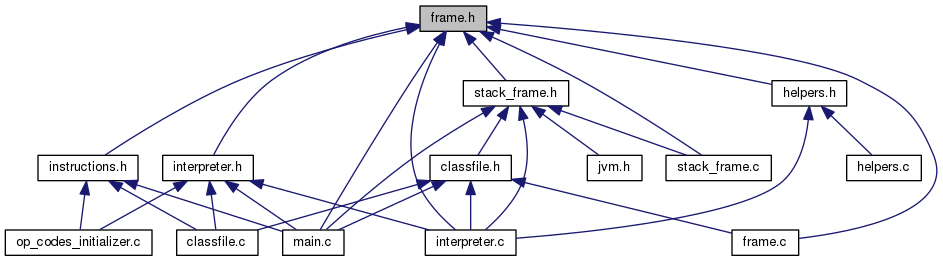 frame.h
stack_frame.h
helpers.h
instructions.h
interpreter.h
classfile.h
jvm.h
stack_frame.c
helpers.c
op_codes_initializer.c
classfile.c
main.c
interpreter.c
frame.c